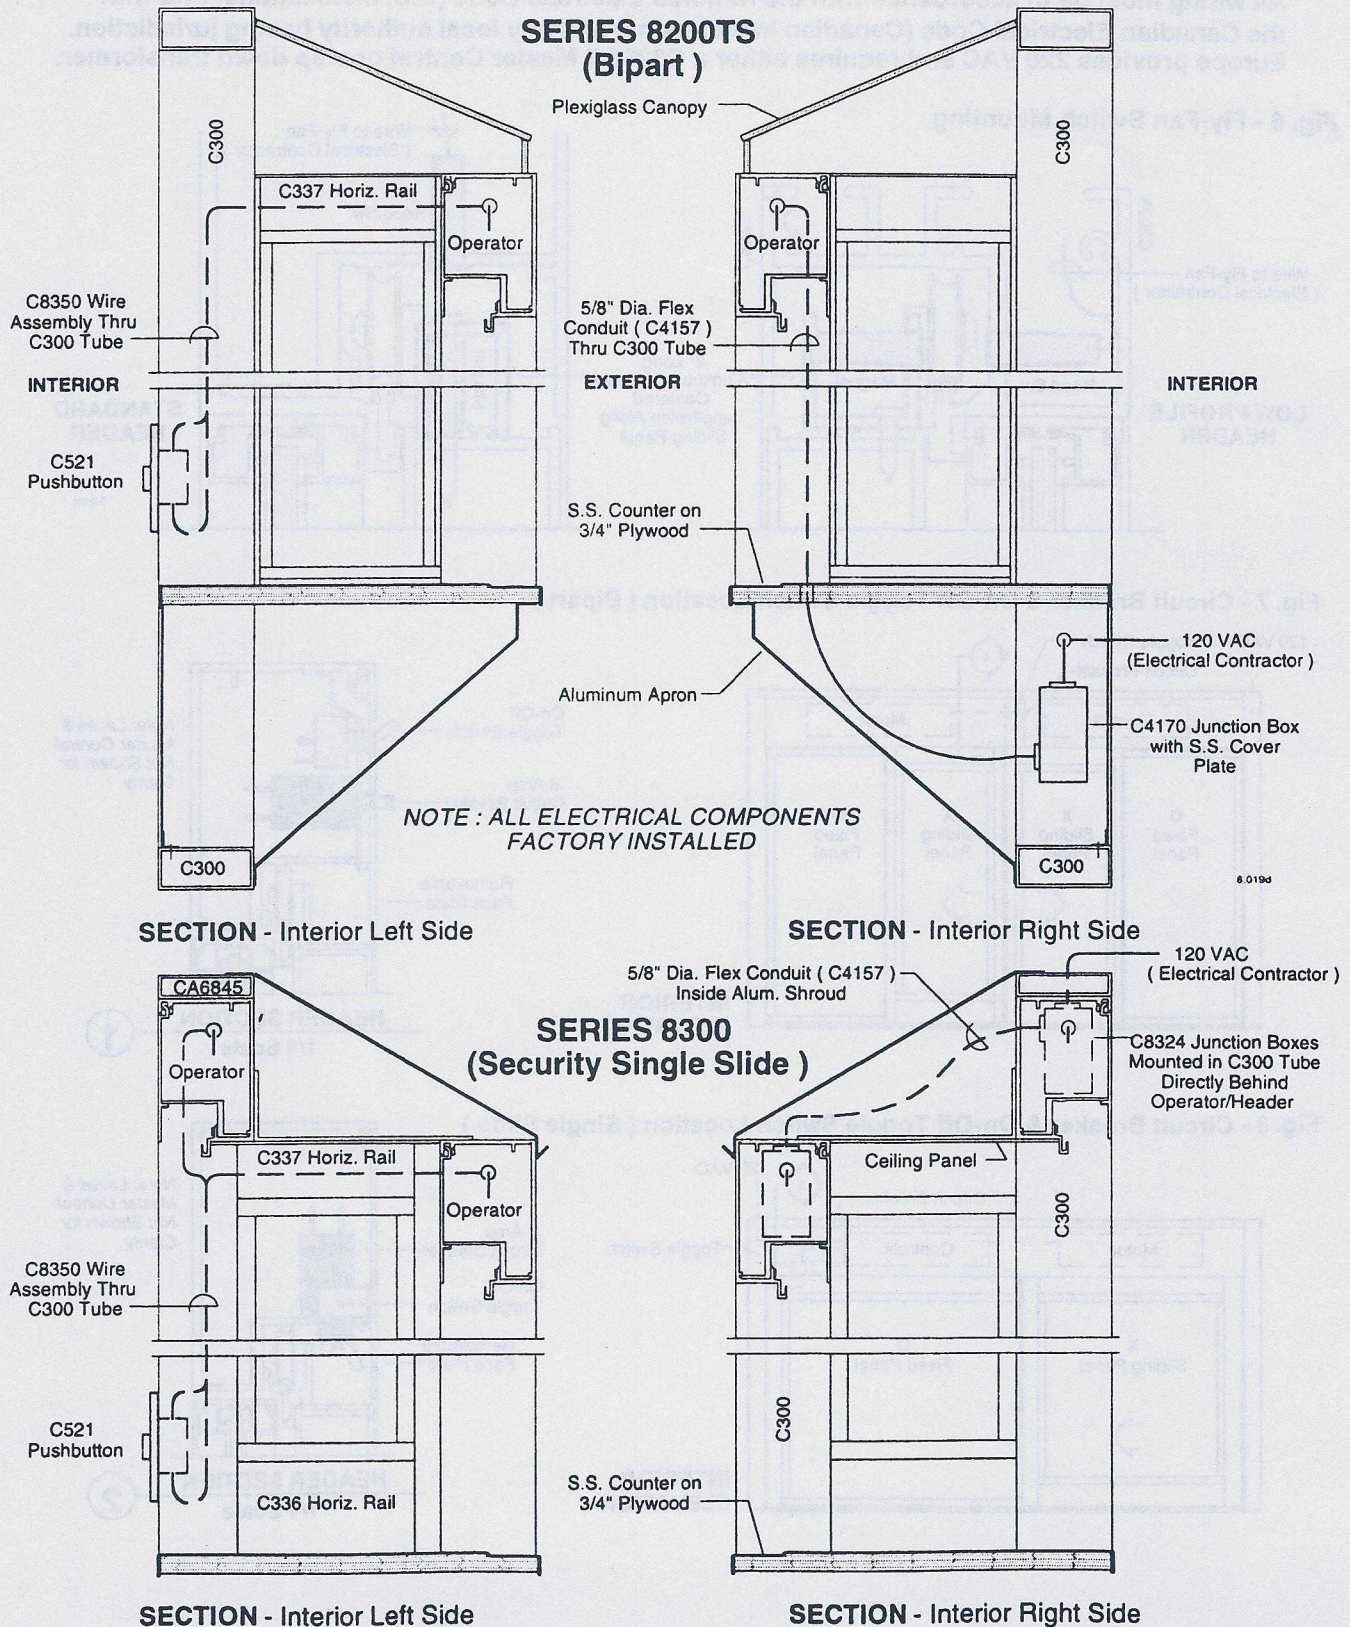 SERIES 8200TS
(Bipart )
Plexiglass Canopy
C300
C300
C337 Horiz. Rail
Operator
Operator
C8350 Wire
Assembly Thru
C300 Tube
5/8" Dia. Flex
Conduit ( C4157 )
Thru C300 Tube
INTERIOR
EXTERIOR
INTERIOR
C521
Pushbutton
S.S. Counter on
3/4" Plywood
120 VAC
(Electrical Contractor )
Aluminum Apron
C4170 Junction Box
with S.S. Cover
Plate
NOTE : ALL ELECTRICAL COMPONENTS
FACTORY INSTALLED
C300
C300
6.019d
SECTION - Interior Left Side
SECTION - Interior Right Side
120 VAC
( Electrical Contractor )
5/8" Dia. Flex Conduit ( C4157 )
Inside Alum. Shroud
CA6845
SERIES 8300
(Security Single Slide )
Operator
C8324 Junction Boxes
Mounted in C300 Tube
Directly Behind
Operator/Header
C337 Horiz. Rail
Ceiling Panel
Operator
C300
C8350 Wire
Assembly Thru
C300 Tube
C521
Pushbutton
C300
C336 Horiz. Rail
S.S. Counter on
3/4" Plywood
SECTION - Interior Left Side
SECTION - Interior Right Side